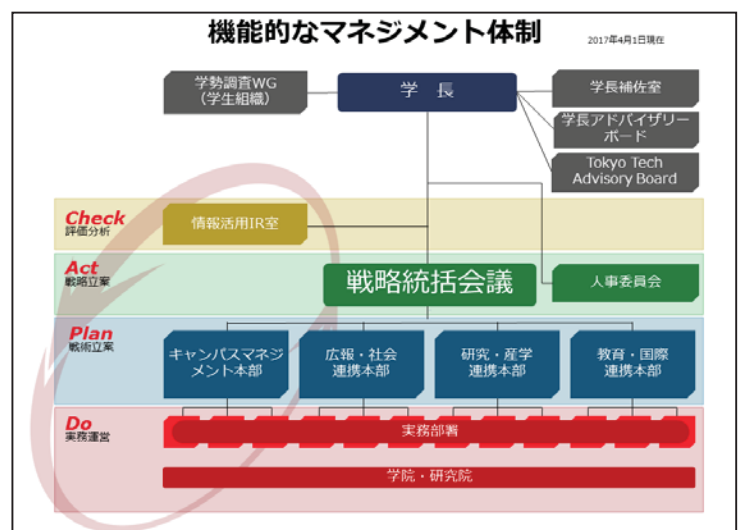 機能的なマネジメント体制
2017年4月1日現在
学勢調査WG
（学生組織）
学　長
学長補佐室
学長アドバイザリー
ボード
Tokyo Tech
Advisory Board
Check
評価分析
情報活用IR室
Act
戦略立案
戦略統括会議
人事委員会
Plan
戦術立案
キャンパスマネジ
メント本部
広報・社会
連携本部
研究・産学
連携本部
教育・国際
連携本部
Do
実務運営
実務部署
学院・研究院